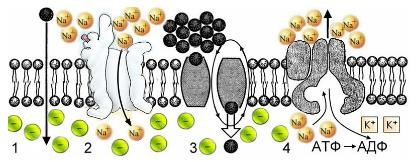 Na⁺ Na⁺ Na⁺ Na⁺ Na⁺ Na⁺ Na⁺ Na⁺ Na⁺
1 2 3 4
Na⁺ Na⁺ Na⁺ Na⁺ K⁺ K⁺
АТФ → АДФ